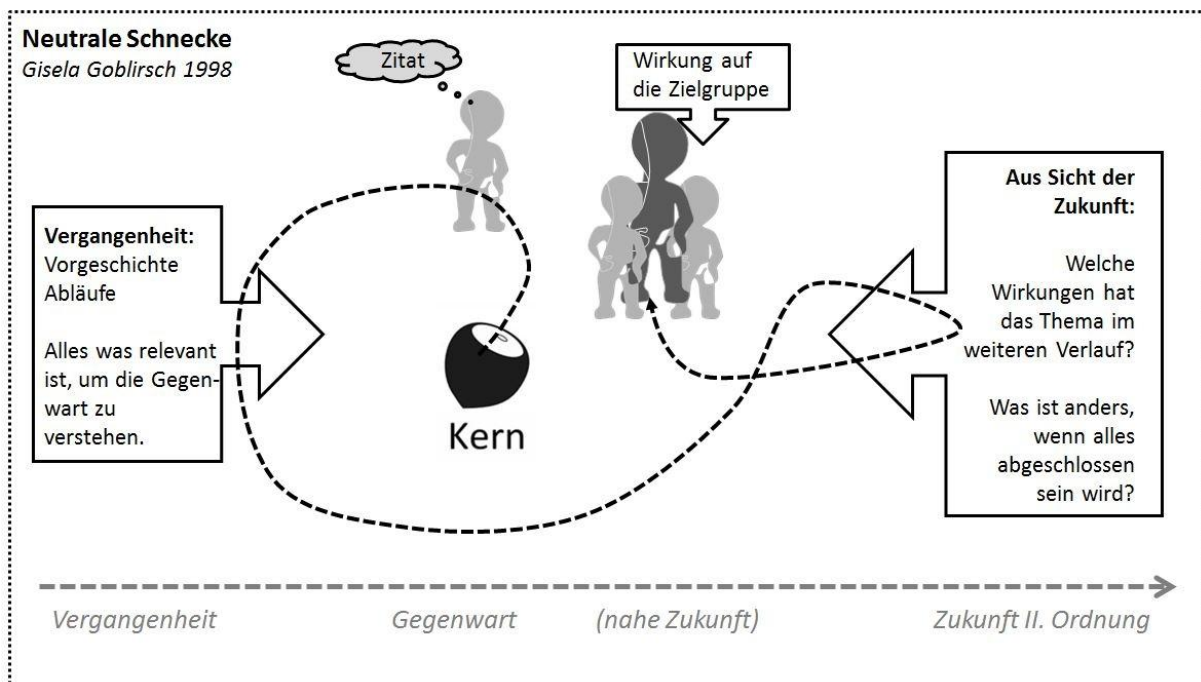 Neutrale Schnecke
Gisela Goblirsch 1998
Zitat
Wirkung auf
die Zielgruppe
Vergangenheit:
Vorgeschichte
Abläufe
Alles was relevant
ist, um die Gegen-
wart zu
verstehen.
Kern
Aus Sicht der
Zukunft:
Welche
Wirkungen hat
das Thema im
weiteren Verlauf?
Was ist anders,
wenn alles
abgeschlossen
sein wird?
Vergangenheit
Gegenwart
(nahe Zukunft)
Zukunft II. Ordnung